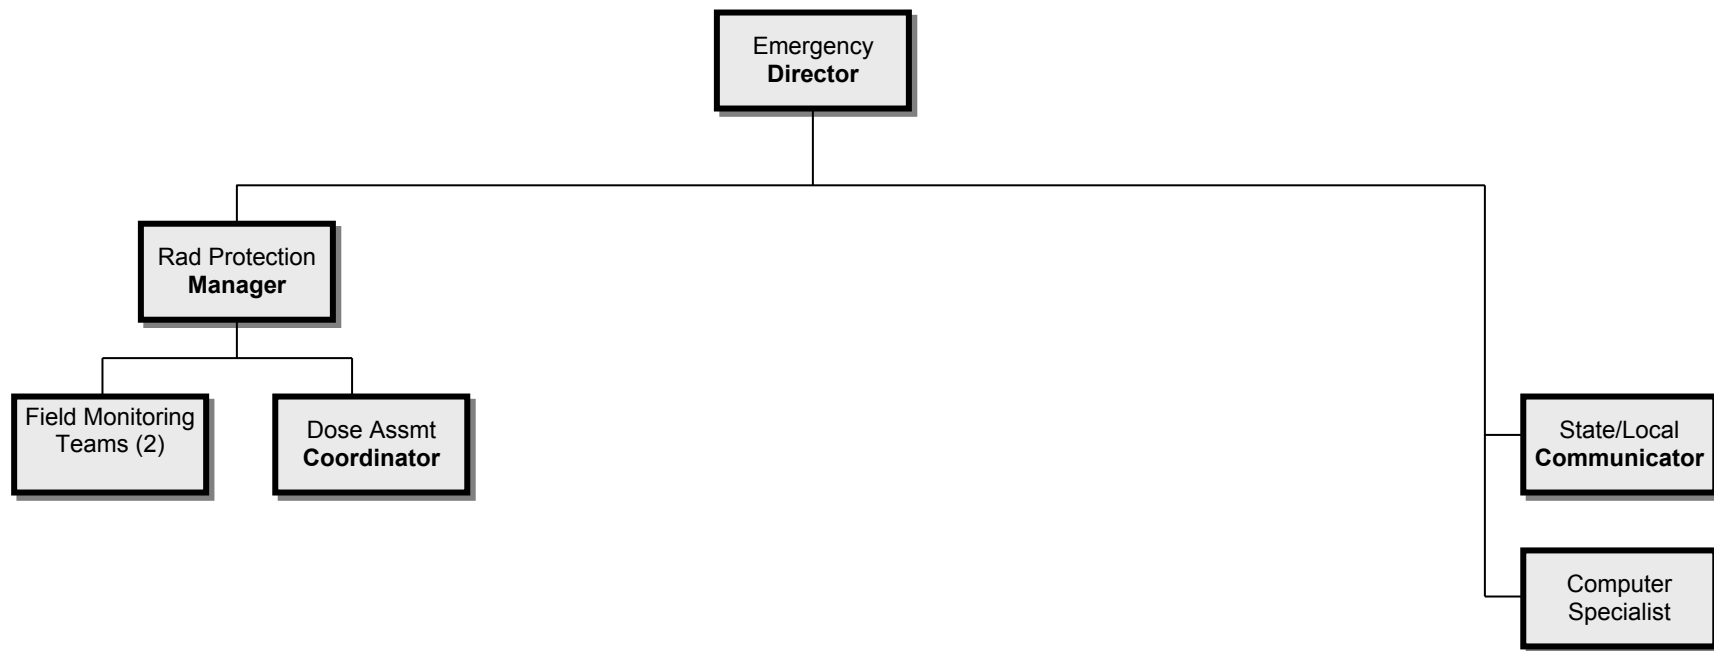 Emergency
Director
Rad Protection
Manager
Field Monitoring
Teams (2)
Dose Assmt
Coordinator
State/Local
Communicator
Computer
Specialist